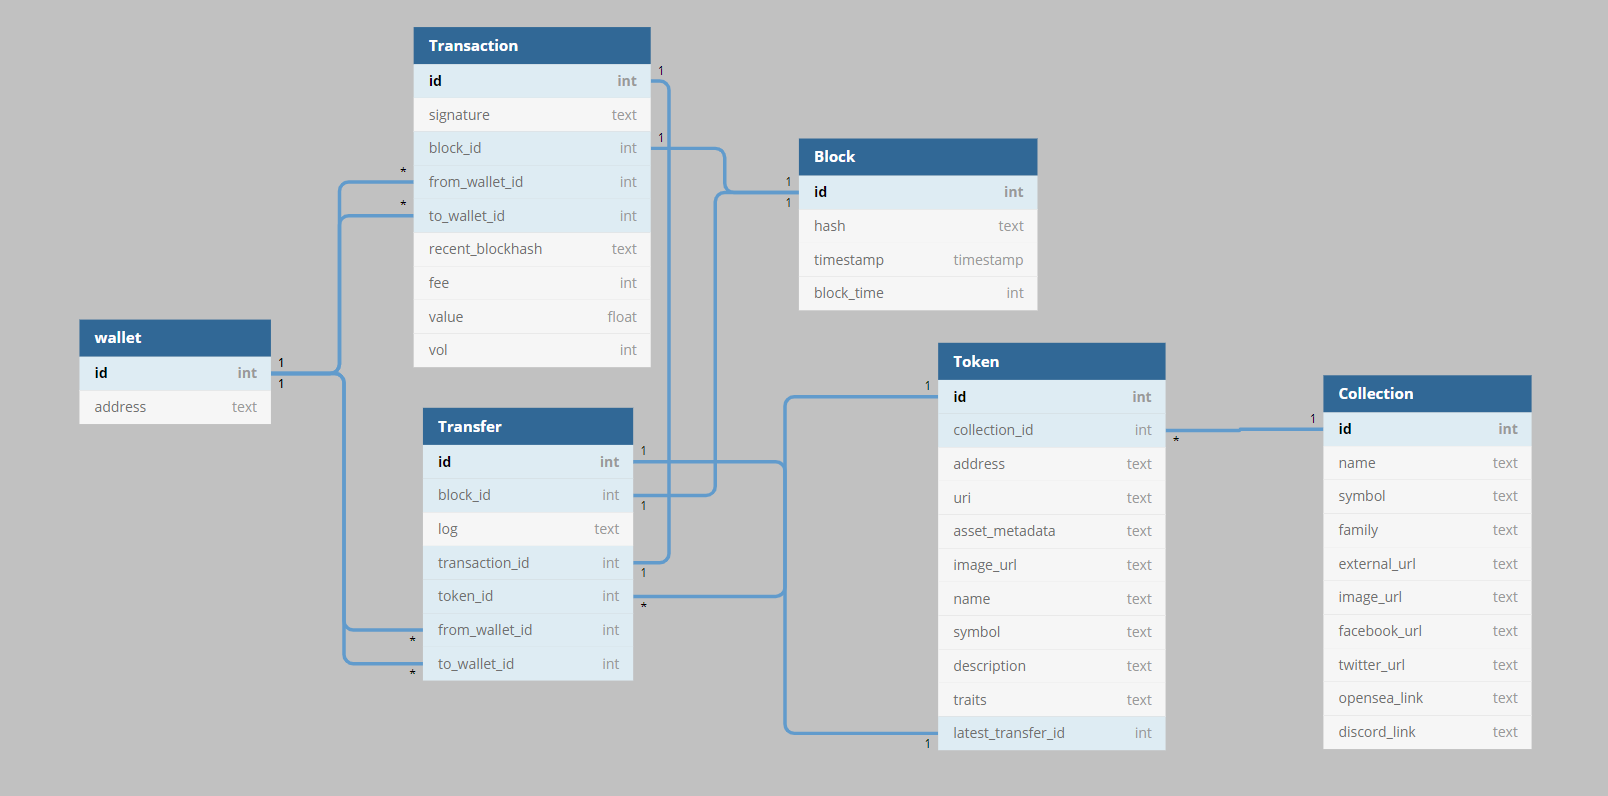 Transaction
id int
signature text
block_id int
from_wallet_id int
to_wallet_id int
recent_blockhash text
fee int
value float
vol int
1
1
*
*
Block
id int
hash text
timestamp timestamp
block_time int
1
1
wallet
id int
address text
1
1
Transfer
id int
block_id int
log text
transaction_id int
token_id int
from_wallet_id int
to_wallet_id int
1
1
1
*
*
*
Token
id int
collection_id int
address text
uri text
asset_metadata text
image_url text
name text
symbol text
description text
traits text
latest_transfer_id int
1
*
1
Collection
id int
name text
symbol text
family text
external_url text
image_url text
facebook_url text
twitter_url text
opensea_link text
discord_link text
1